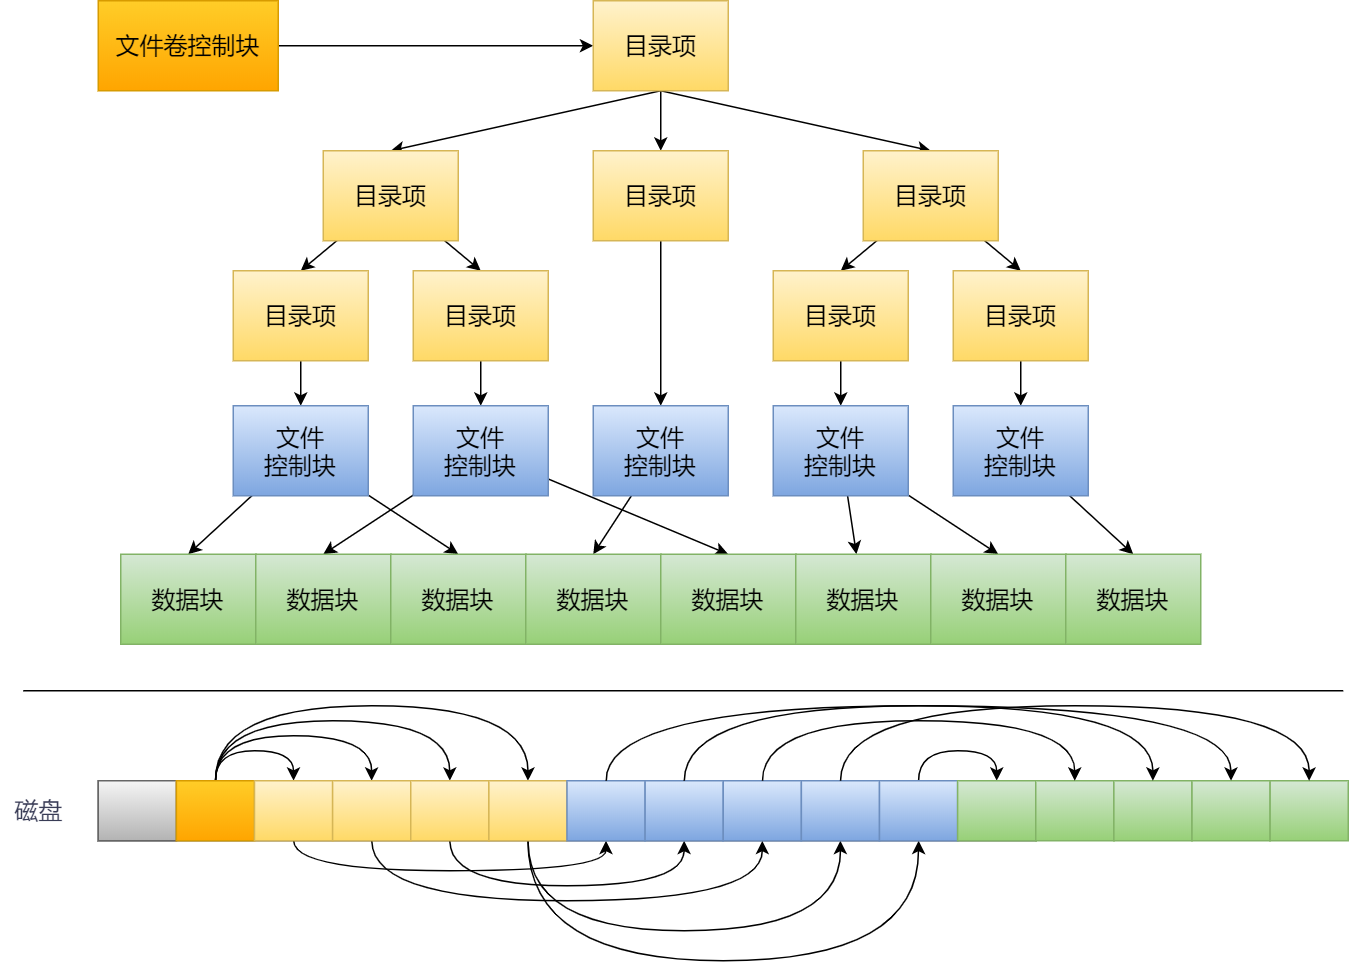 文件卷控制块
目录项
目录项
目录项
目录项
目录项
目录项
目录项
目录项
文件
控制块
文件
控制块
文件
控制块
文件
控制块
文件
控制块
数据块
数据块
数据块
数据块
数据块
数据块
数据块
数据块
磁盘